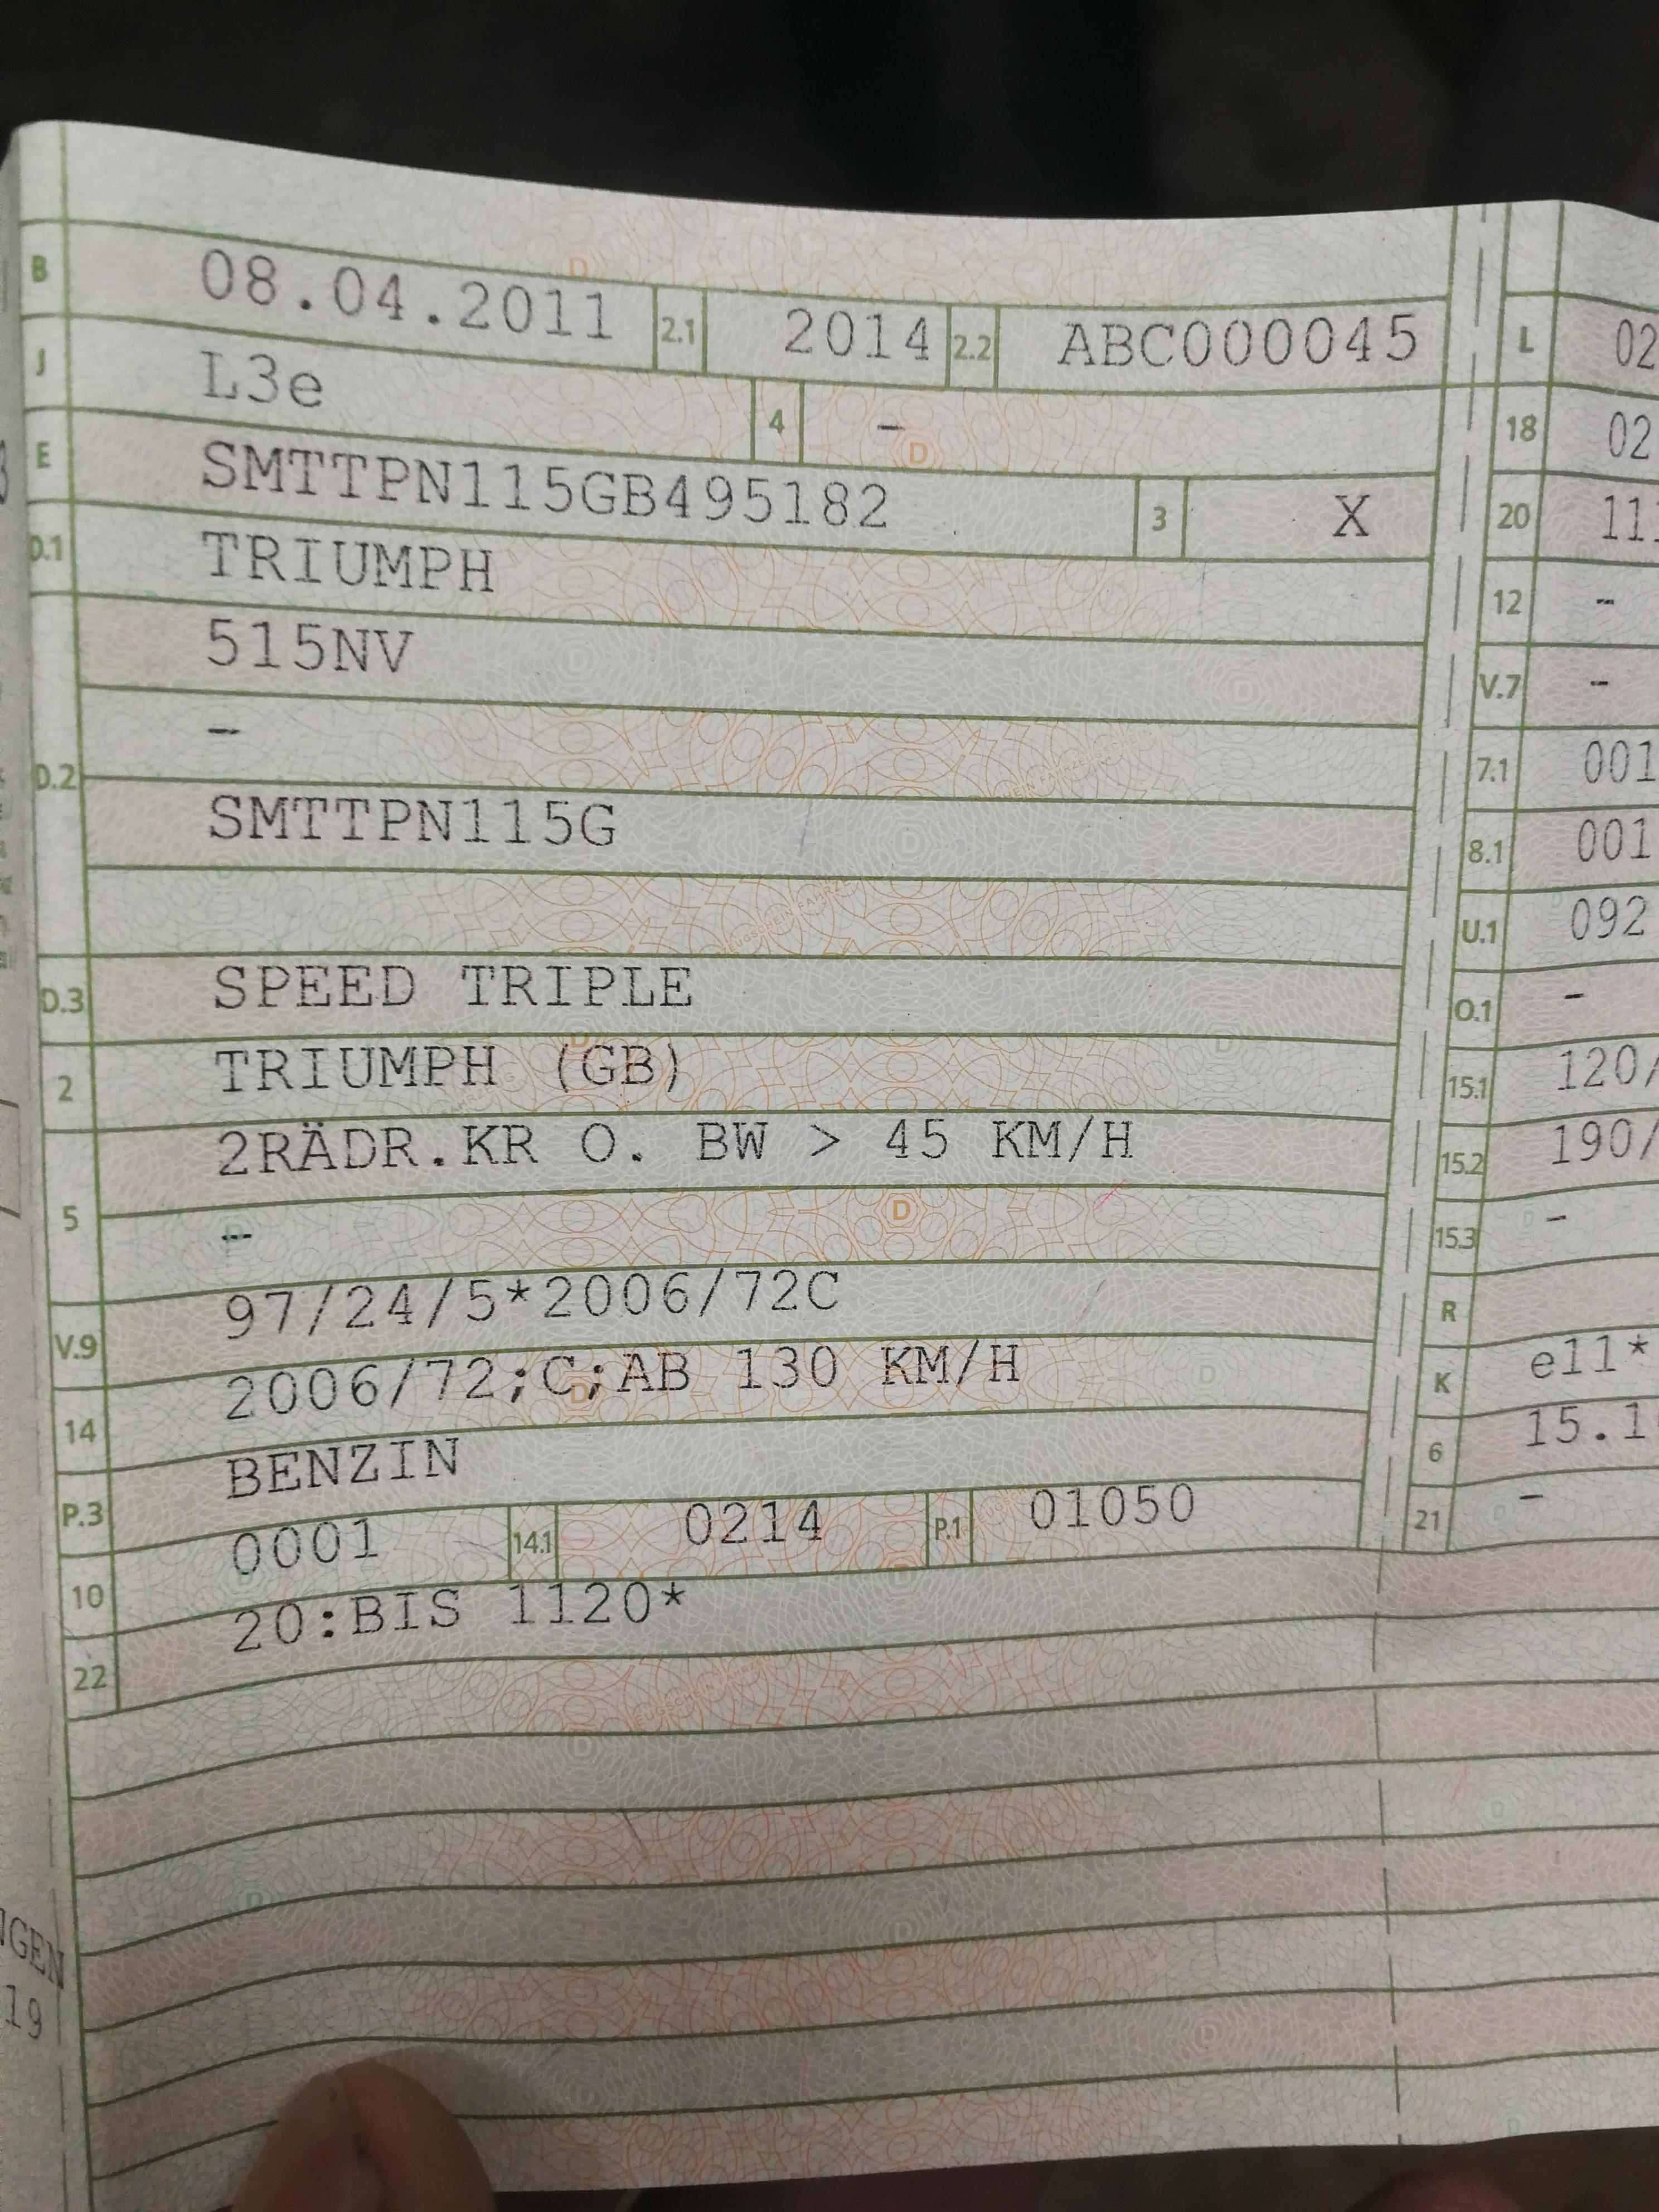 B 08.04.2011 2.1 2014 2.2 ABC000045 L 02
J L3e 4 - 18 02
E SMTTPN115GB495182 3 X 20 11
D.1 TRIUMPH 12 -
515NV V.7 -
D.2 - 7.1 001
SMTTPN115G 8.1 001
U.1 092
D.3 SPEED TRIPLE O.1 -
2 TRIUMPH (GB) 15.1 120/
5 2RÄDR.KR O. BW > 45 KM/H 15.2 190/
- 15.3 -
V.9 97/24/5*2006/72C R
14 2006/72;C;AB 130 KM/H K e11*
P.3 BENZIN 6 15.1
10 0001 14.1 0214 P.1 01050 21 -
22 20:BIS 1120*
NGEN
19